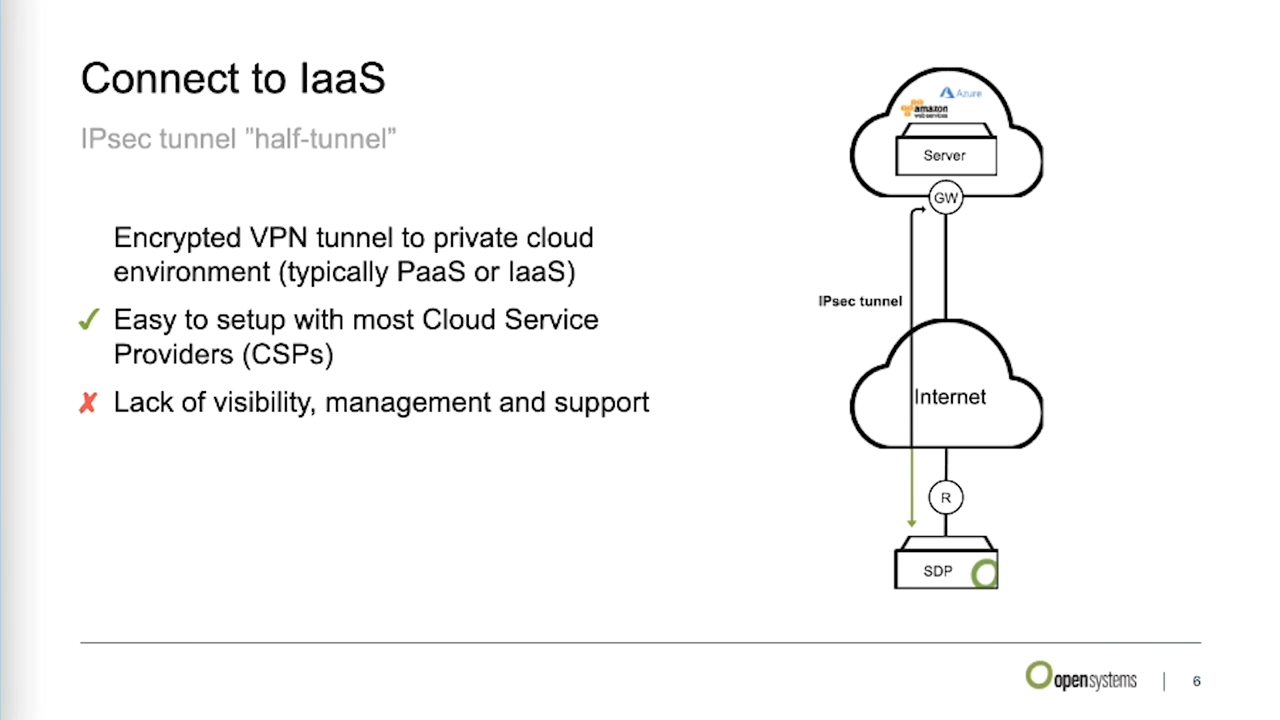 Connect to IaaS
IPsec tunnel "half-tunnel”
Encrypted VPN tunnel to private cloud
environment (typically PaaS or IaaS)
✓ Easy to setup with most Cloud Service
Providers (CSPs)
✗ Lack of visibility, management and support
Azure
amazon
web services
Server
GW
IPsec tunnel
Internet
R
SDP
open systems
6